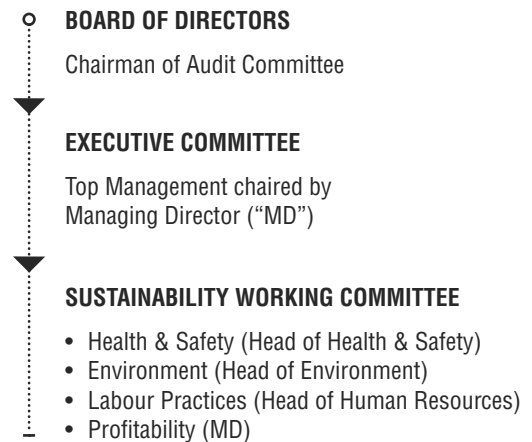 BOARD OF DIRECTORS
Chairman of Audit Committee
EXECUTIVE COMMITTEE
Top Management chaired by
Managing Director (“MD”)
SUSTAINABILITY WORKING COMMITTEE
• Health & Safety (Head of Health & Safety)
• Environment (Head of Environment)
• Labour Practices (Head of Human Resources)
• Profitability (MD)